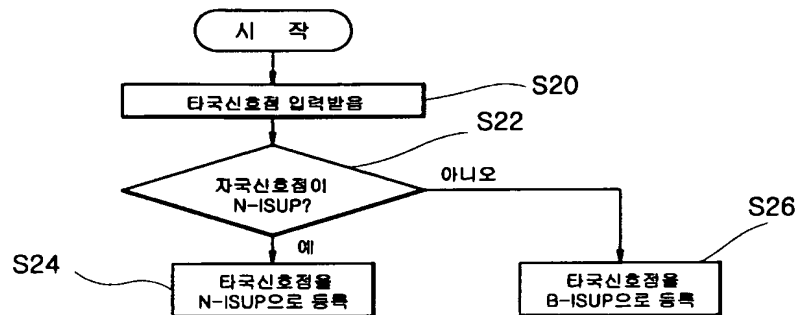 시 작
타국신호점 입력받음
S20
S22
자국신호점이
N-ISUP?
아니오
예
S24
타국신호점을
N-ISUP으로 등록
S26
타국신호점을
B-ISUP으로 등록